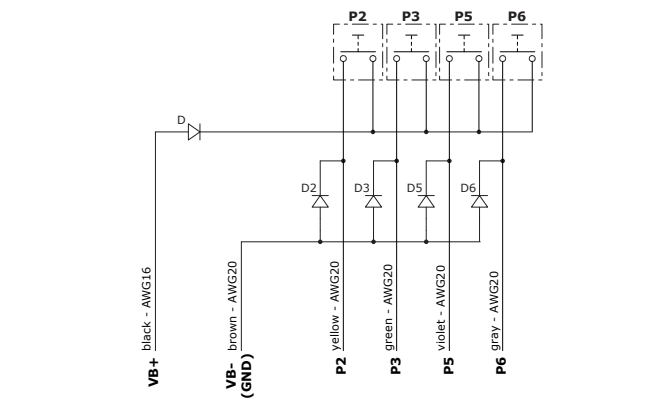 P2 P3 P5 P6
D
D2 D3 D5 D6
black - AWG16
brown - AWG20
yellow - AWG20
green - AWG20
violet - AWG20
gray - AWG20
VB+
VB-
(GND)
P2
P3
P5
P6